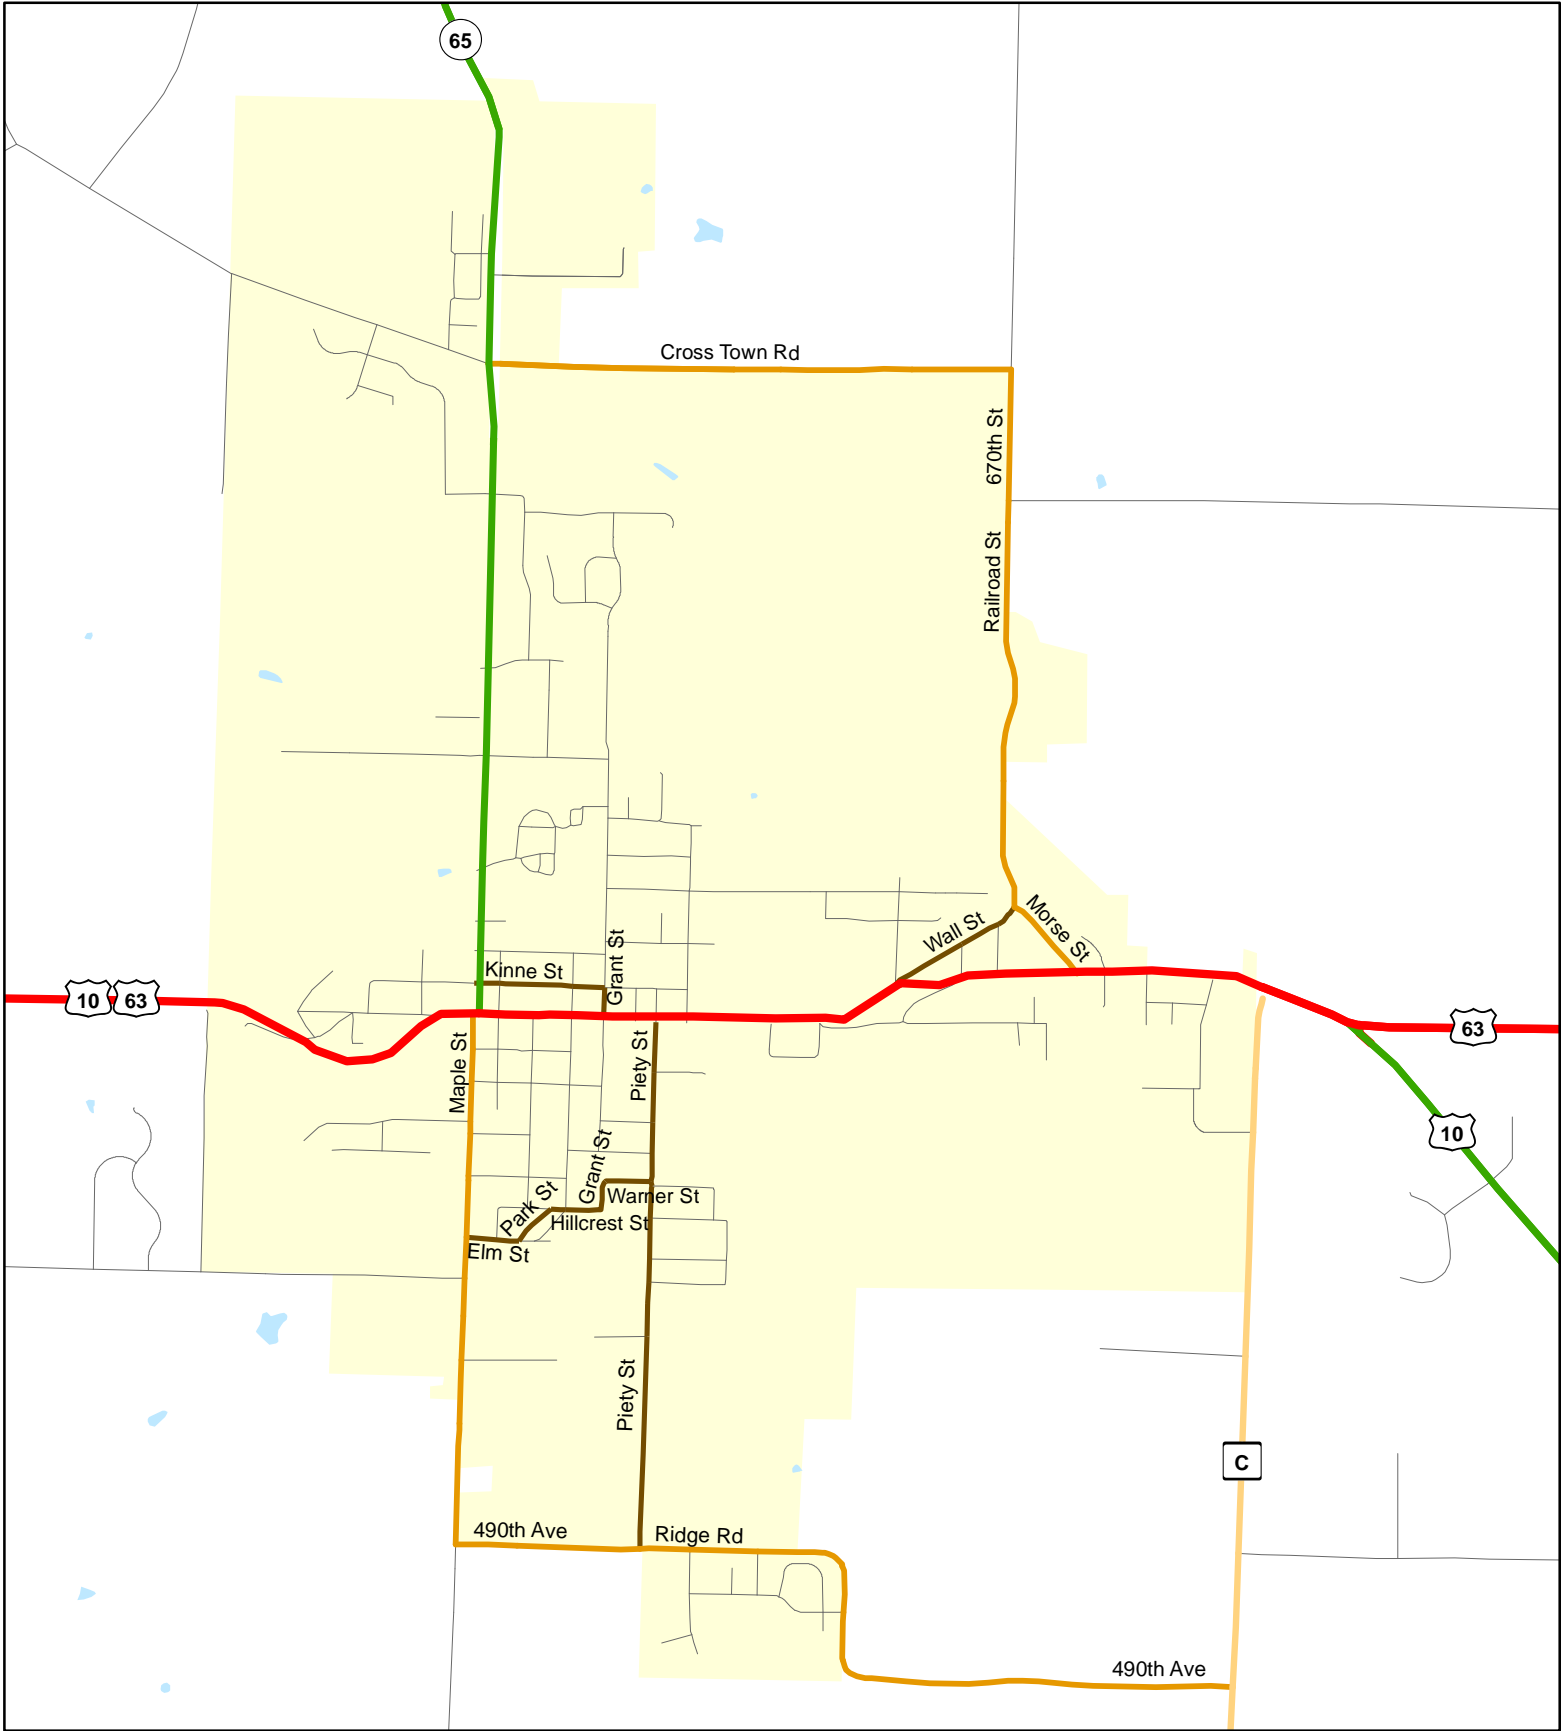 65
Cross Town Rd
670th St
Railroad St
Morse St
Wall St
Grant St
Kinne St
10
63
63
Maple St
Piety St
10
Grant St
Park St
Warner St
Hillcrest St
Elm St
Piety St
C
490th Ave
Ridge Rd
490th Ave